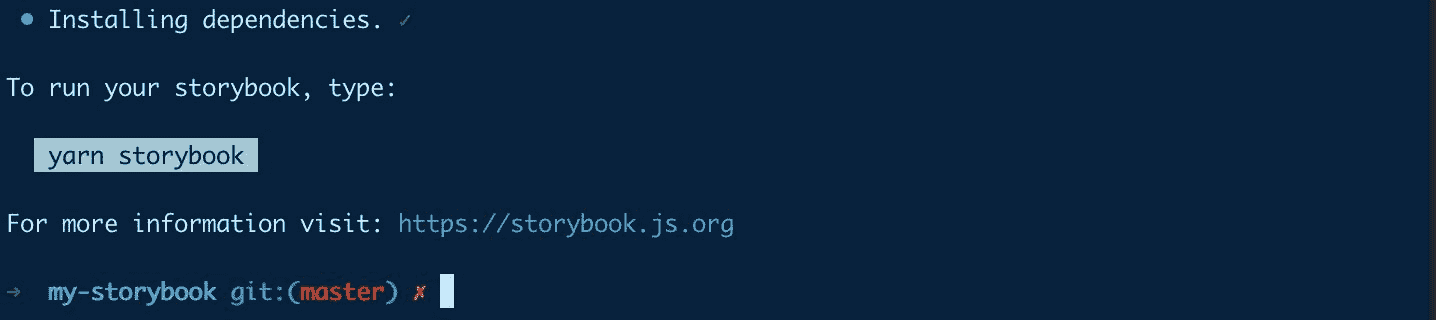 • Installing dependencies. ✓
To run your storybook, type:
yarn storybook
For more information visit: https://storybook.js.org
→ my-storybook git:(master) ✗